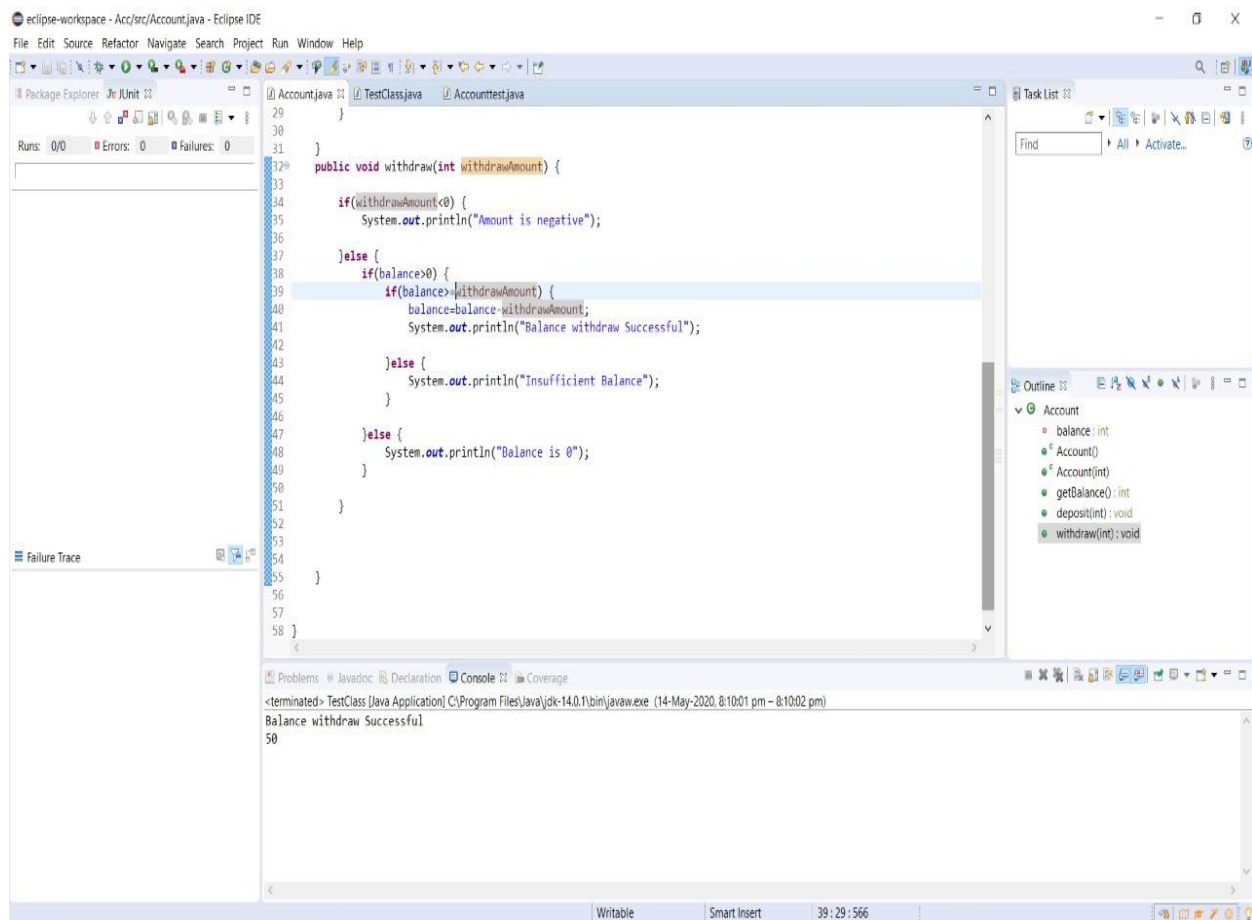 eclipse-workspace - Acc/src/Account.java - Eclipse IDE
File Edit Source Refactor Navigate Search Project Run Window Help
Package Explorer JUnit
Runs: 0/0 Errors: 0 Failures: 0
Failure Trace
Account.java TestClass.java Accounttest.java
29 }
30
31 }
32 public void withdraw(int withdrawAmount) {
33
34 if(withdrawAmount<0) {
35 System.out.println("Amount is negative");
36
37 }else {
38 if(balance>0) {
39 if(balance>=withdrawAmount) {
40 balance=balance-withdrawAmount;
41 System.out.println("Balance withdraw Successful");
42
43 }else {
44 System.out.println("Insufficient Balance");
45 }
46
47 }else {
48 System.out.println("Balance is 0");
49 }
50
51 }
52
53
54
55 }
56
57
58 }
Task List
Find All Activate...
Outline
Account
balance : int
Account()
Account(int)
getBalance() : int
deposit(int) : void
withdraw(int) : void
Problems Javadoc Declaration Console Coverage
<terminated> TestClass [Java Application] C:\Program Files\Java\jdk-14.0.1\bin\javaw.exe (14-May-2020, 8:10:01 pm – 8:10:02 pm)
Balance withdraw Successful
50
Writable Smart Insert 39 : 29 : 566